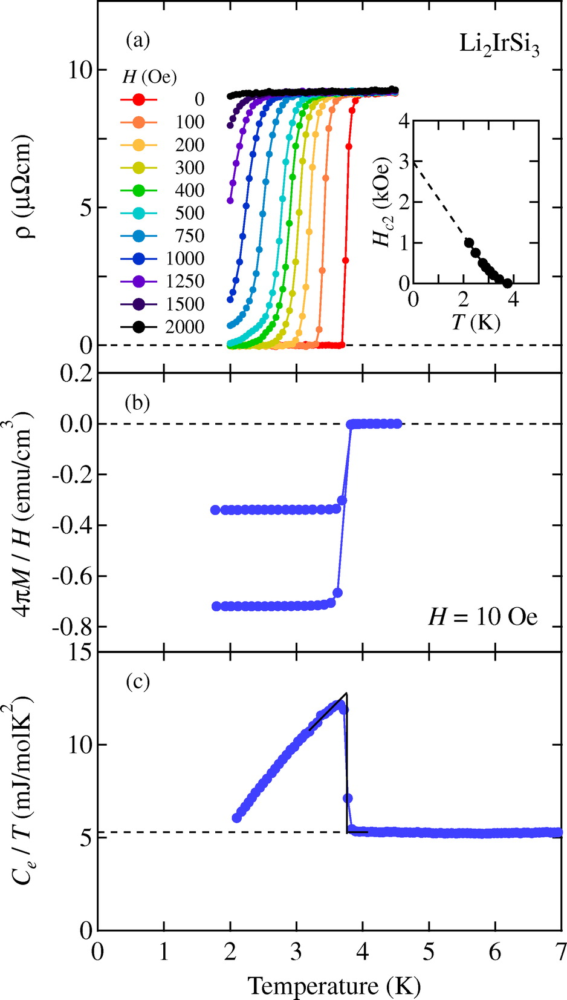 (a)
Li₂IrSi₃
10
5
0
ρ (μΩcm)
H (Oe)
0
100
200
300
400
500
750
1000
1250
1500
2000
4
3
2
1
0
H_c2 (kOe)
0 2 4
T (K)
0.2
(b)
0.0
-0.2
-0.4
-0.6
-0.8
4πM / H (emu/cm³)
H = 10 Oe
15
(c)
10
5
0
C_e / T (mJ/molK²)
0 1 2 3 4 5 6 7
Temperature (K)